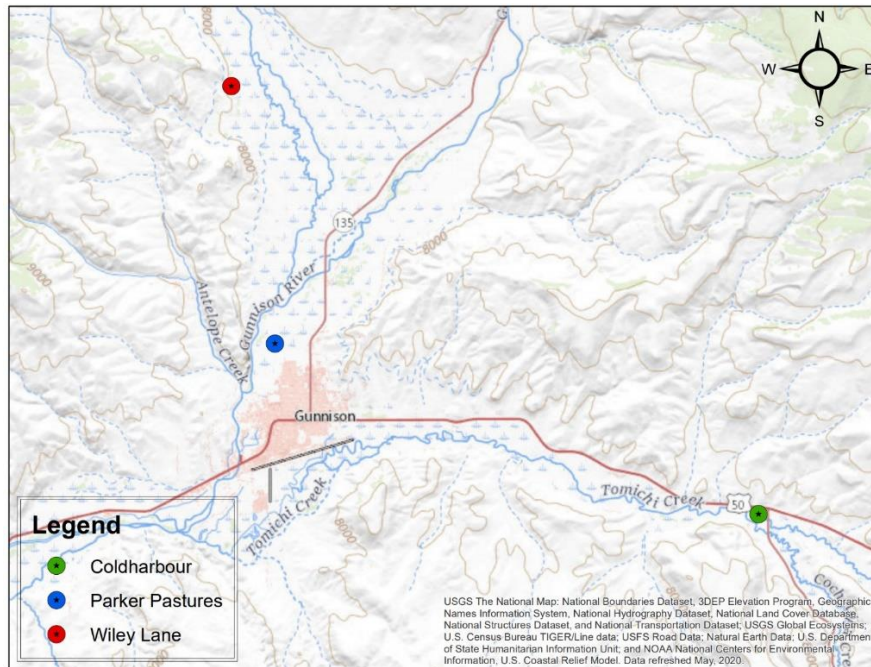 8000
N
W E
S
8000
135
8000
9000
Gunnison River
Antelope Creek
Gunnison
Tomichi Creek
50
Tomichi Creek
8000
Legend
Coldharbour
Parker Pastures
Wiley Lane
USGS The National Map: National Boundaries Dataset, 3DEP Elevation Program, Geographic
Names Information System, National Hydrography Dataset, National Land Cover Database,
National Structures Dataset, and National Transportation Dataset; USGS Global Ecosystems;
U.S. Census Bureau TIGER/Line data; USFS Road Data; Natural Earth Data; U.S. Department
of State Humanitarian Information Unit; and NOAA National Centers for Environmental
Information, U.S. Coastal Relief Model. Data refreshed May, 2020.